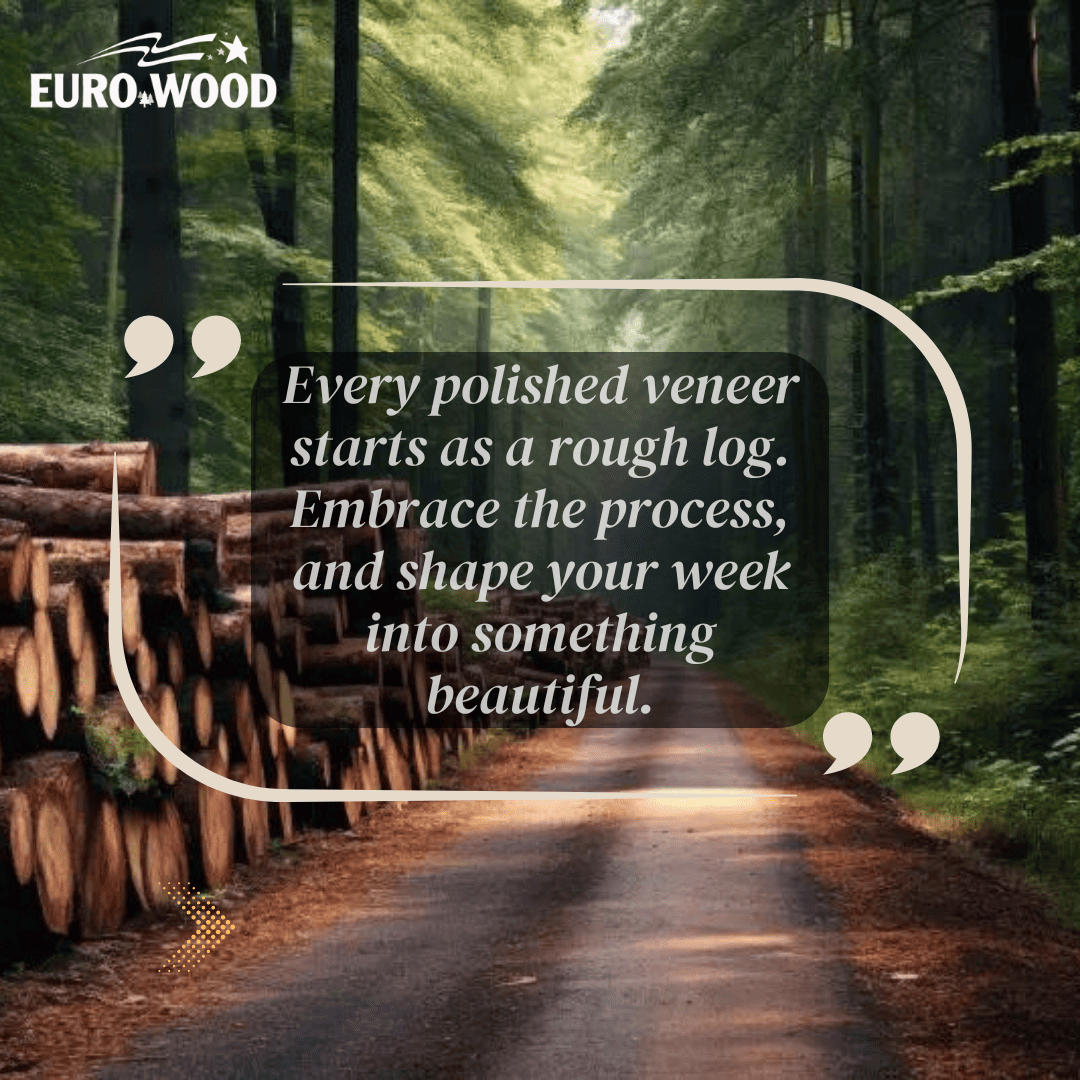 EURO WOOD
Every polished veneer
starts as a rough log.
Embrace the process,
and shape your week
into something
beautiful.